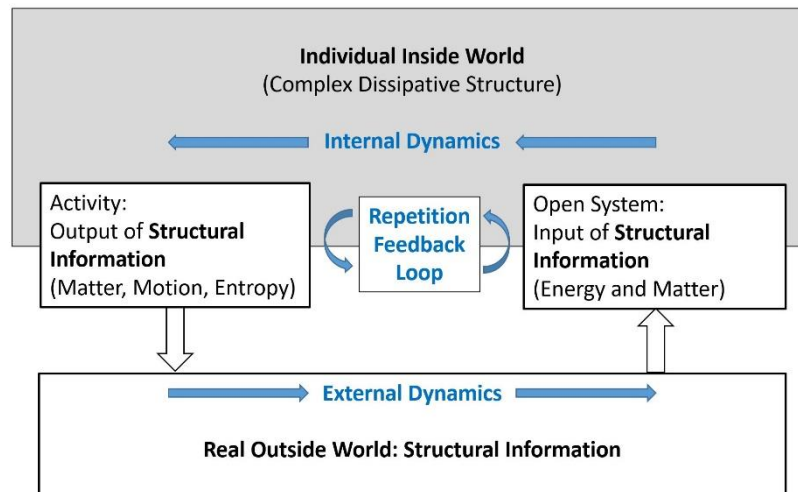 Individual Inside World
(Complex Dissipative Structure)
Internal Dynamics
Activity:
Output of Structural
Information
(Matter, Motion, Entropy)
Repetition
Feedback
Loop
Open System:
Input of Structural
Information
(Energy and Matter)
External Dynamics
Real Outside World: Structural Information